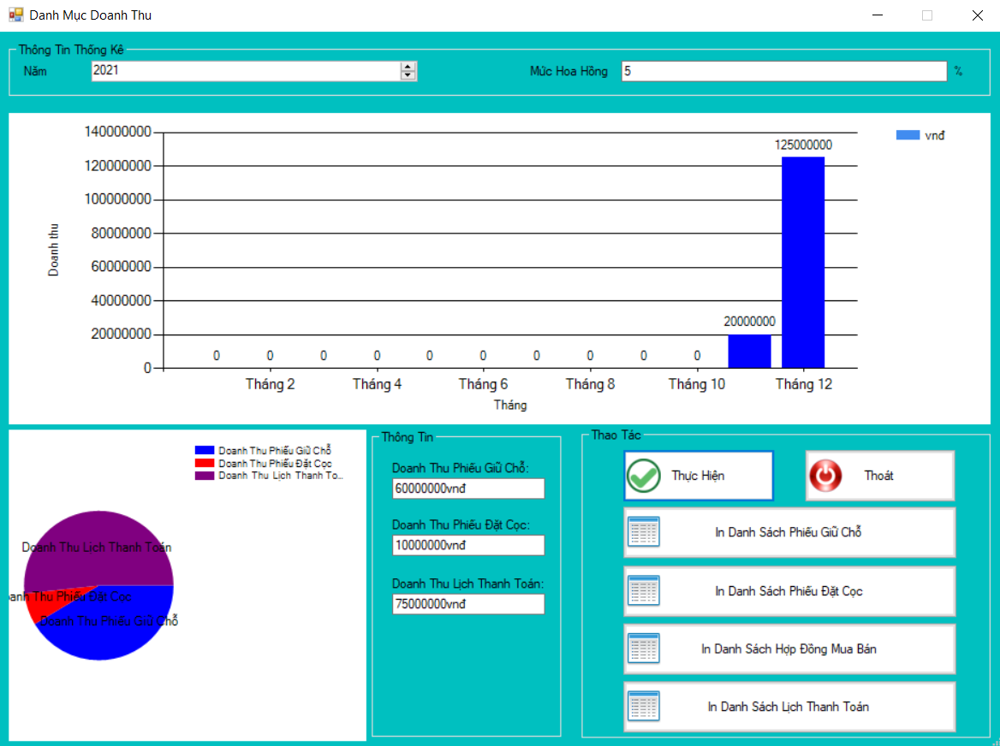 Danh Mục Doanh Thu
Thông Tin Thống Kê
Năm 2021 Mức Hoa Hồng 5 %
140000000
120000000
100000000
80000000
60000000
40000000
20000000
0
Doanh thu
0 0 0 0 0 0 0 0 0 0 20000000 125000000
Tháng 2 Tháng 4 Tháng 6 Tháng 8 Tháng 10 Tháng 12
Tháng
vnđ
Doanh Thu Phiếu Giữ Chỗ
Doanh Thu Phiếu Đặt Cọc
Doanh Thu Lịch Thanh To...
Doanh Thu Lịch Thanh Toán
oanh Thu Phiếu Đặt Cọc
Doanh Thu Phiếu Giữ Chỗ
Thông Tin
Doanh Thu Phiếu Giữ Chỗ:
60000000vnđ
Doanh Thu Phiếu Đặt Cọc:
10000000vnđ
Doanh Thu Lịch Thanh Toán:
75000000vnđ
Thao Tác
Thực Hiện
Thoát
In Danh Sách Phiếu Giữ Chỗ
In Danh Sách Phiếu Đặt Cọc
In Danh Sách Hợp Đồng Mua Bán
In Danh Sách Lịch Thanh Toán